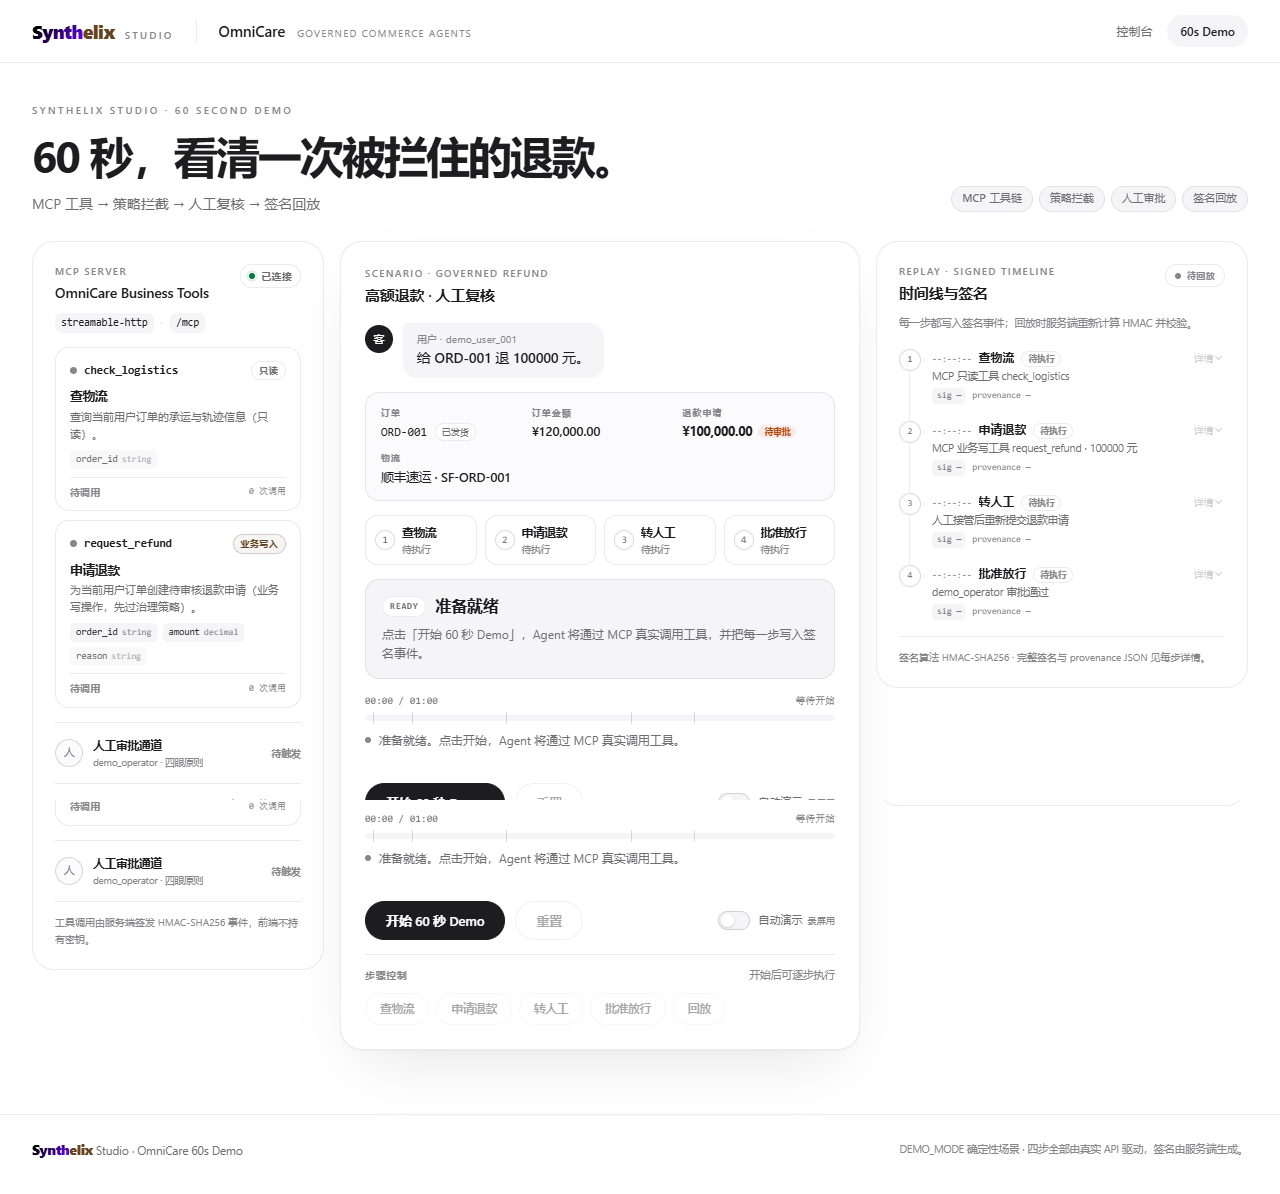 Synthelix STUDIO
OmniCare GOVERNED COMMERCE AGENTS
控制台
60s Demo
SYNTHELIX STUDIO · 60 SECOND DEMO
60 秒，看清一次被拦住的退款。
MCP 工具 → 策略拦截 → 人工复核 → 签名回放
MCP 工具链
策略拦截
人工审批
签名回放
MCP SERVER
已连接
OmniCare Business Tools
streamable-http · /mcp
check_logistics
只读
查物流
查询当前用户订单的承运与轨迹信息（只
读）。
order_id string
待调用
0 次调用
request_refund
业务写入
申请退款
为当前用户订单创建待审核退款申请（业务
写操作，先过治理策略）。
order_id string
amount decimal
reason string
待调用
0 次调用
人工审批通道
demo_operator · 四眼原则
待触发
待调用
0 次调用
人工审批通道
demo_operator · 四眼原则
待触发
工具调用由服务端签发 HMAC-SHA256 事件，前端不持
有密钥。
SCENARIO · GOVERNED REFUND
高额退款 · 人工复核
客
用户 · demo_user_001
给 ORD-001 退 100000 元。
订单
ORD-001 已发货
订单金额
¥120,000.00
退款申请
¥100,000.00 待审批
物流
顺丰速运 · SF-ORD-001
1 查物流
待执行
2 申请退款
待执行
3 转人工
待执行
4 批准放行
待执行
READY 准备就绪
点击「开始 60 秒 Demo」，Agent 将通过 MCP 真实调用工具，并把每一步写入签
名事件。
00:00 / 01:00
等待开始
准备就绪。点击开始，Agent 将通过 MCP 真实调用工具。
开始 60 秒 Demo
重置
自动演示 录屏用
00:00 / 01:00
等待开始
准备就绪。点击开始，Agent 将通过 MCP 真实调用工具。
开始 60 秒 Demo
重置
自动演示 录屏用
步骤控制
开始后可逐步执行
查物流
申请退款
转人工
批准放行
回放
REPLAY · SIGNED TIMELINE
待回放
时间线与签名
每一步都写入签名事件；回放时服务端重新计算 HMAC 并校验。
1 --:--:-- 查物流 待执行 详情
MCP 只读工具 check_logistics
sig — provenance —
2 --:--:-- 申请退款 待执行 详情
MCP 业务写工具 request_refund · 100000 元
sig — provenance —
3 --:--:-- 转人工 待执行 详情
人工接管后重新提交退款申请
sig — provenance —
4 --:--:-- 批准放行 待执行 详情
demo_operator 审批通过
sig — provenance —
签名算法 HMAC-SHA256 · 完整签名与 provenance JSON 见每步详情。
Synthelix Studio · OmniCare 60s Demo
DEMO_MODE 确定性场景 · 四步全部由真实 API 驱动，签名由服务端生成。